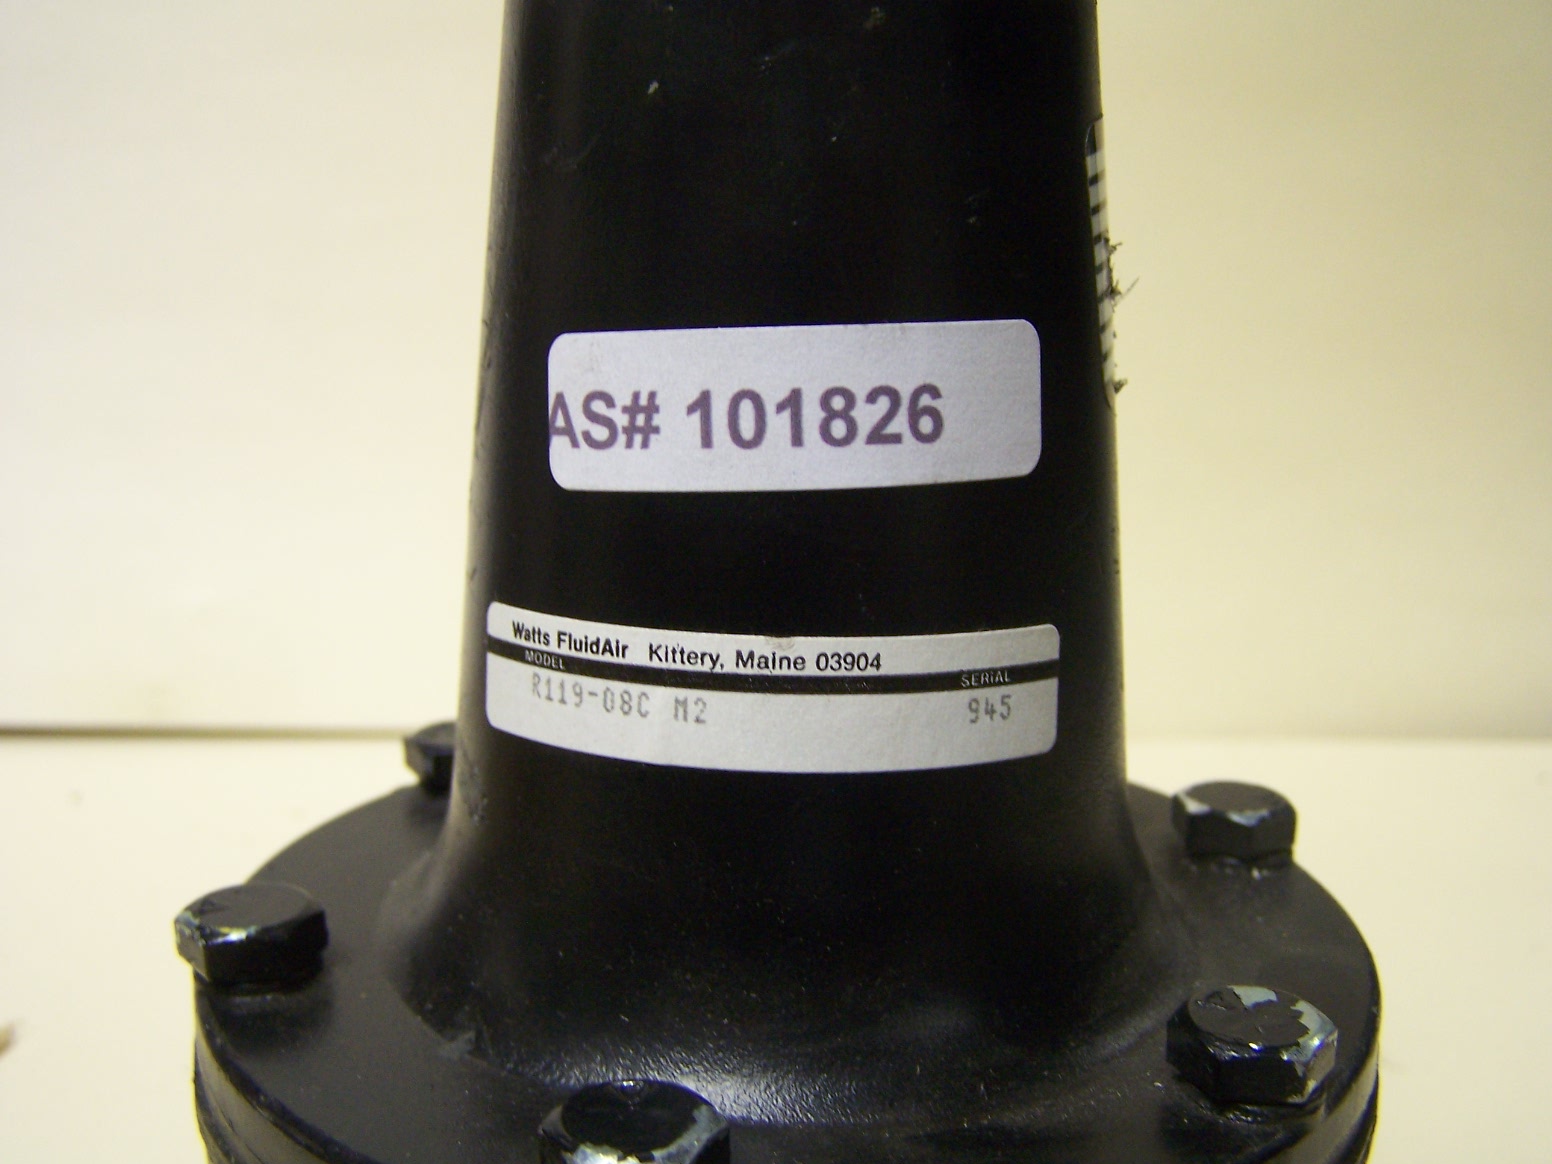 AS# 101826
Watts FluidAir Kittery, Maine 03904
MODEL SERIAL
R119-08C M2 945